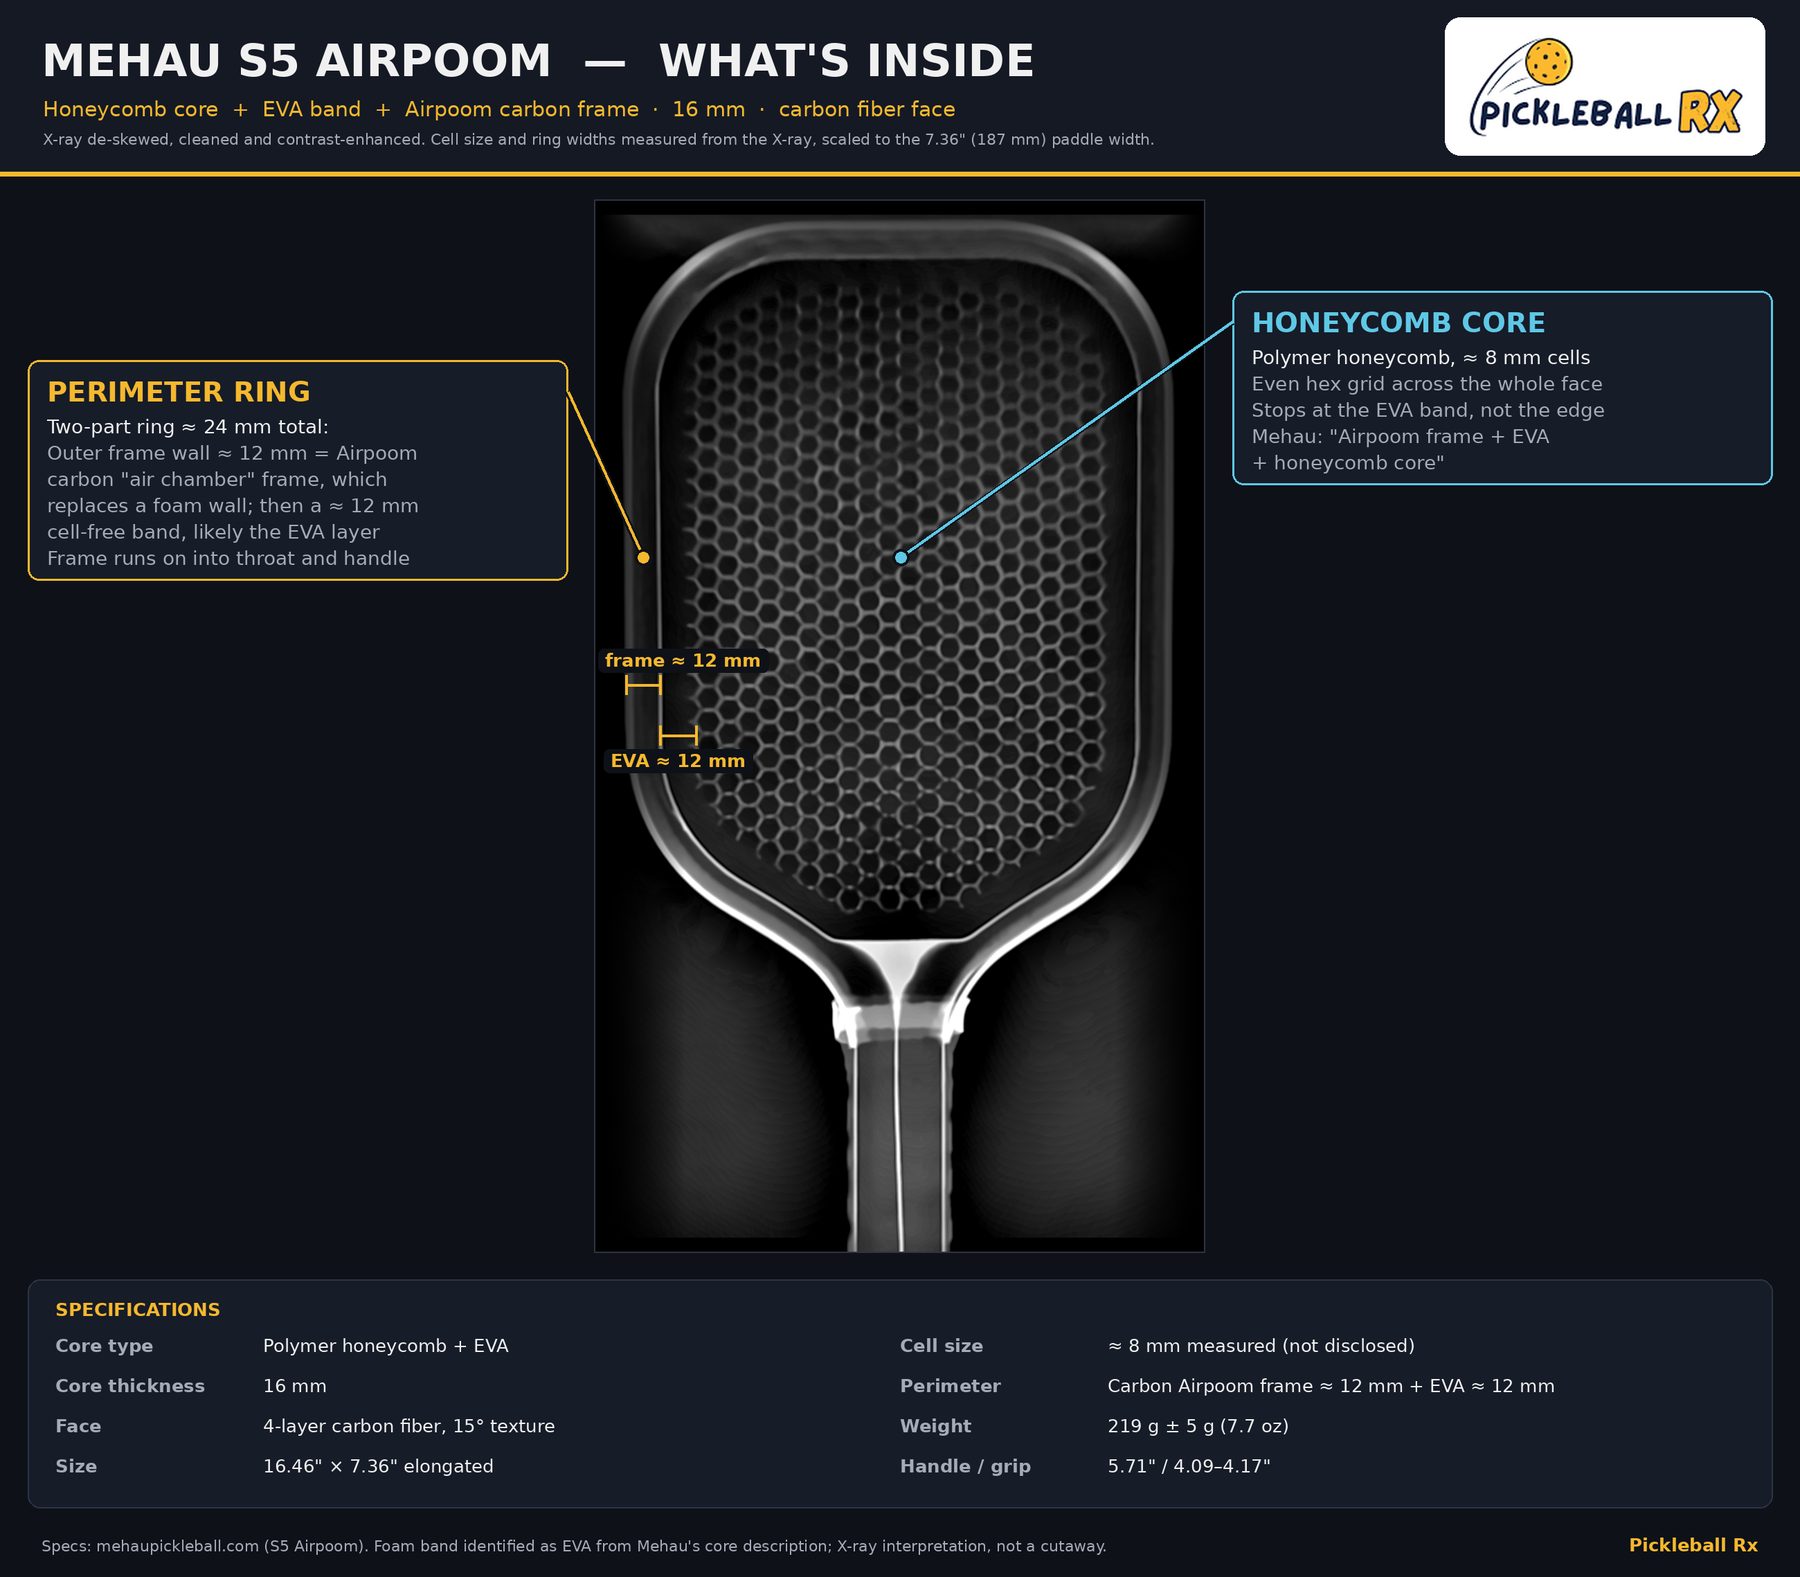 MEHAU S5 AIRPOOM — WHAT'S INSIDE
Honeycomb core + EVA band + Airpoom carbon frame · 16 mm · carbon fiber face
X-ray de-skewed, cleaned and contrast-enhanced. Cell size and ring widths measured from the X-ray, scaled to the 7.36" (187 mm) paddle width.
PICKLEBALL RX
PERIMETER RING
Two-part ring ≈ 24 mm total:
Outer frame wall ≈ 12 mm = Airpoom
carbon "air chamber" frame, which
replaces a foam wall; then a ≈ 12 mm
cell-free band, likely the EVA layer
Frame runs on into throat and handle
HONEYCOMB CORE
Polymer honeycomb, ≈ 8 mm cells
Even hex grid across the whole face
Stops at the EVA band, not the edge
Mehau: "Airpoom frame + EVA
+ honeycomb core"
frame ≈ 12 mm
EVA ≈ 12 mm
SPECIFICATIONS
Core type Polymer honeycomb + EVA
Core thickness 16 mm
Face 4-layer carbon fiber, 15° texture
Size 16.46" × 7.36" elongated
Cell size ≈ 8 mm measured (not disclosed)
Perimeter Carbon Airpoom frame ≈ 12 mm + EVA ≈ 12 mm
Weight 219 g ± 5 g (7.7 oz)
Handle / grip 5.71" / 4.09–4.17"
Specs: mehaupickleball.com (S5 Airpoom). Foam band identified as EVA from Mehau's core description; X-ray interpretation, not a cutaway.
Pickleball Rx